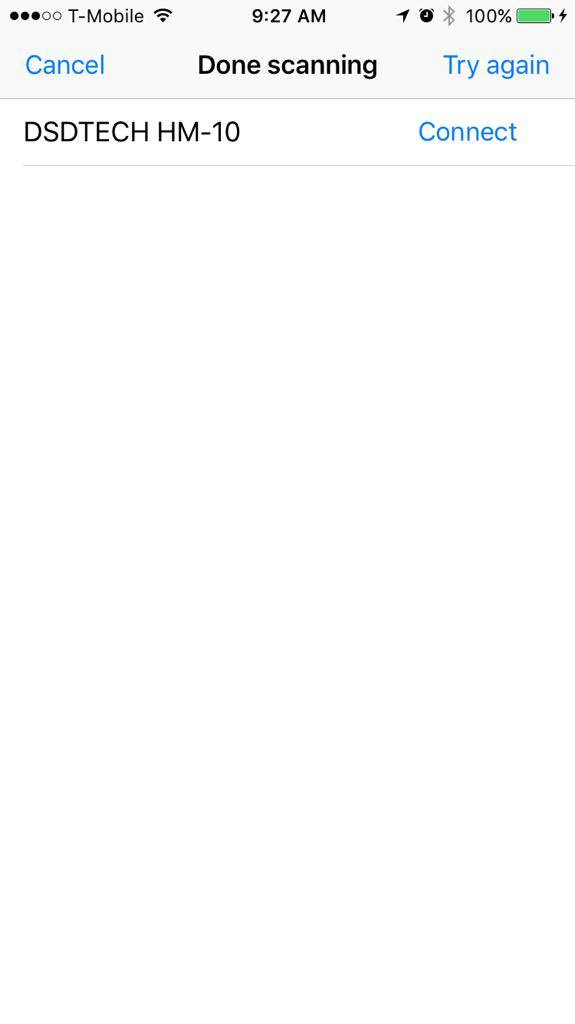 T-Mobile 9:27 AM 100%
Cancel Done scanning Try again
DSDTECH HM-10 Connect